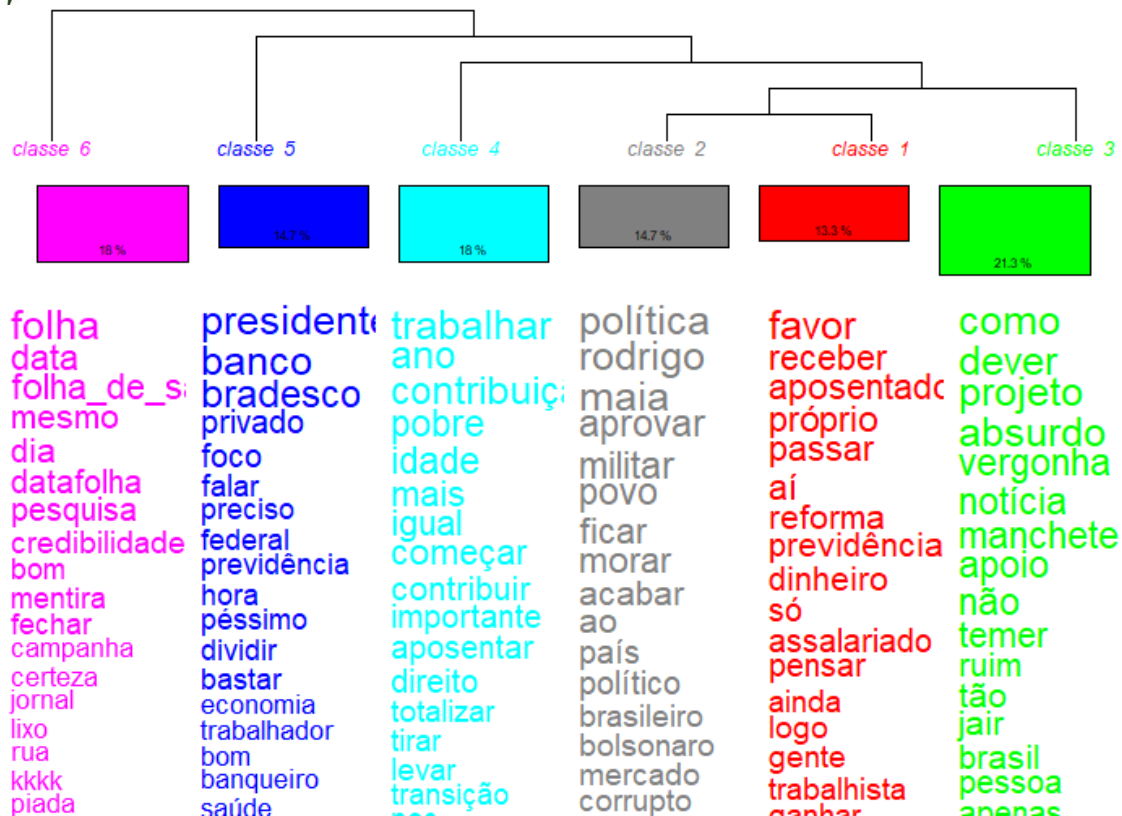 classe 6
classe 5
classe 4
classe 2
classe 1
classe 3
18 %
14.7 %
18 %
14.7 %
13.3 %
21.3 %
folha
data
folha_de_s
mesmo
dia
datafolha
pesquisa
credibilidade
bom
mentira
fechar
campanha
certeza
jornal
lixo
rua
kkkk
piada
president
banco
bradesco
privado
foco
falar
preciso
federal
previdência
hora
péssimo
dividir
bastar
economia
trabalhador
bom
banqueiro
saúde
trabalhar
ano
contribuiç
pobre
idade
mais
igual
começar
contribuir
importante
aposentar
direito
totalizar
tirar
levar
transição
política
rodrigo
maia
aprovar
militar
povo
ficar
morar
acabar
ao
país
político
brasileiro
bolsonaro
mercado
corrupto
favor
receber
aposentado
próprio
passar
aí
reforma
previdência
dinheiro
só
assalariado
pensar
ainda
logo
gente
trabalhista
ganhar
como
dever
projeto
absurdo
vergonha
notícia
manchete
apoio
não
temer
ruim
tão
jair
brasil
pessoa
apenas